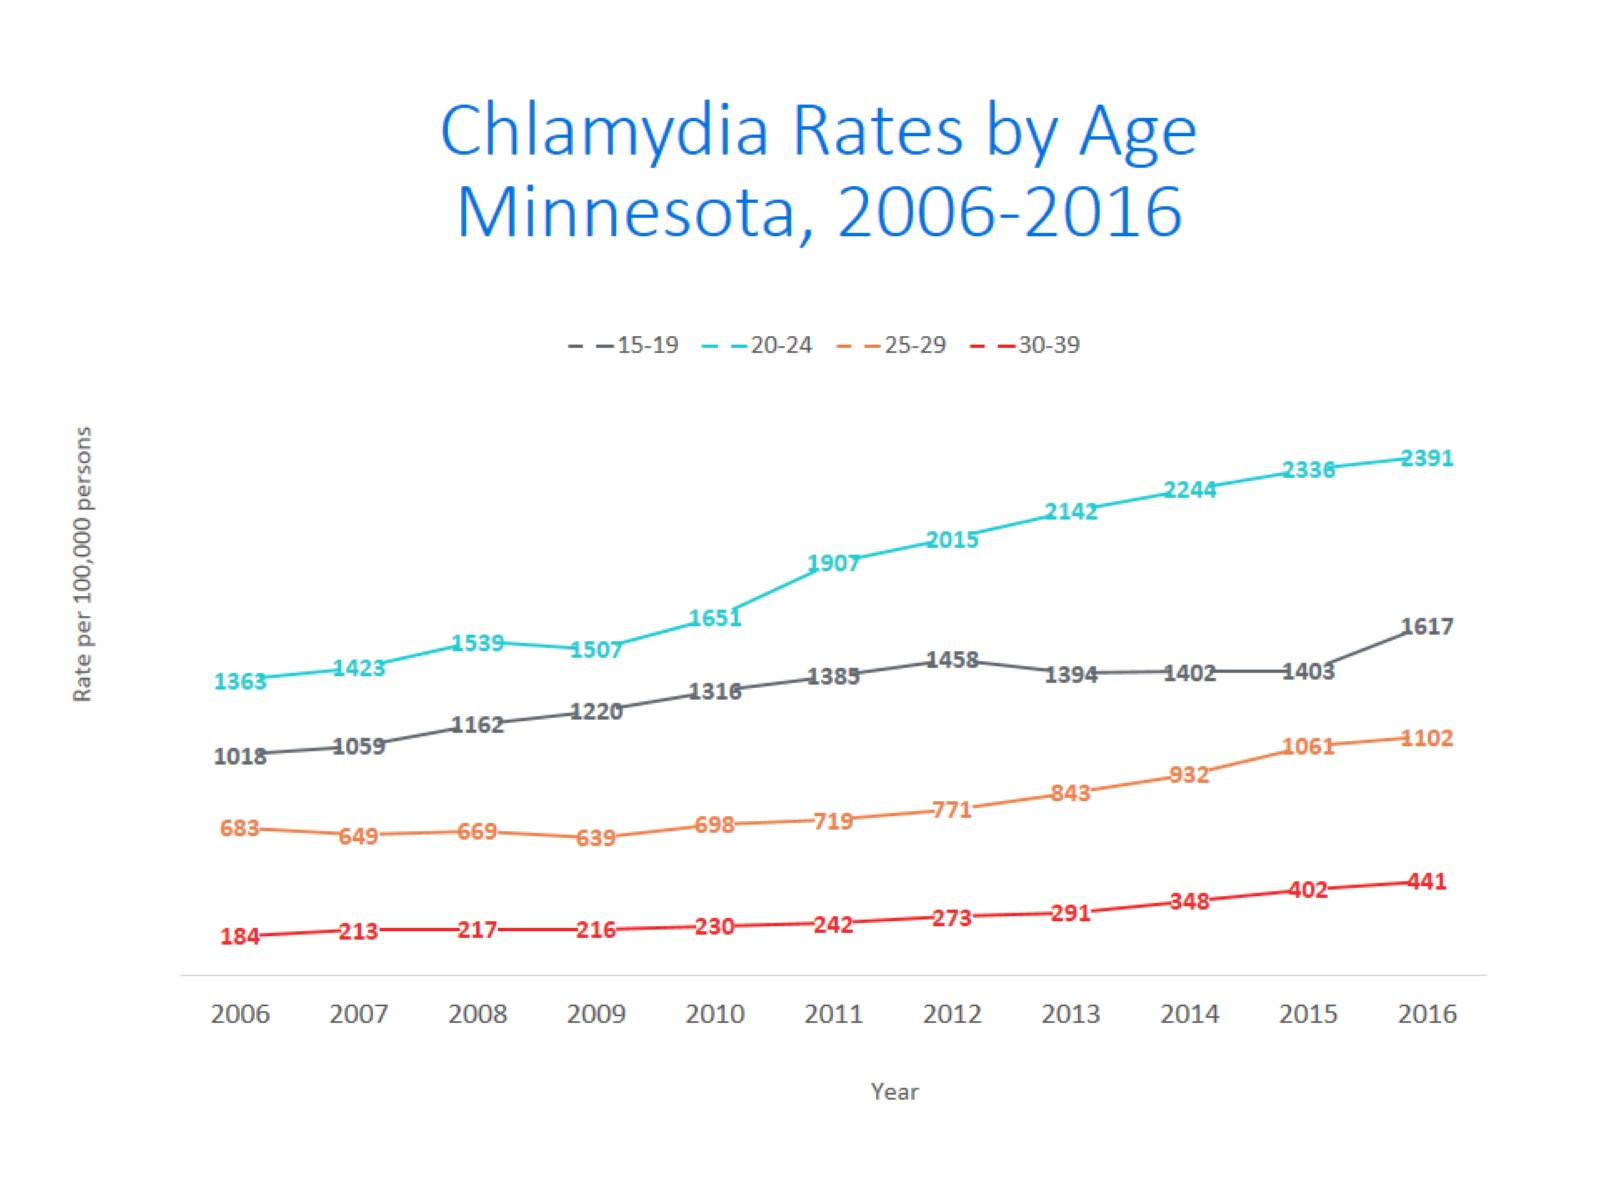 Chlamydia Rates by Age
Minnesota, 2006-2016
15-19 20-24 25-29 30-39
Rate per 100,000 persons
1363 1423 1539 1507 1651 1907 2015 2142 2244 2336 2391
1018 1059 1162 1220 1316 1385 1458 1394 1402 1403 1617
683 649 669 639 698 719 771 843 932 1061 1102
184 213 217 216 230 242 273 291 348 402 441
2006 2007 2008 2009 2010 2011 2012 2013 2014 2015 2016
Year